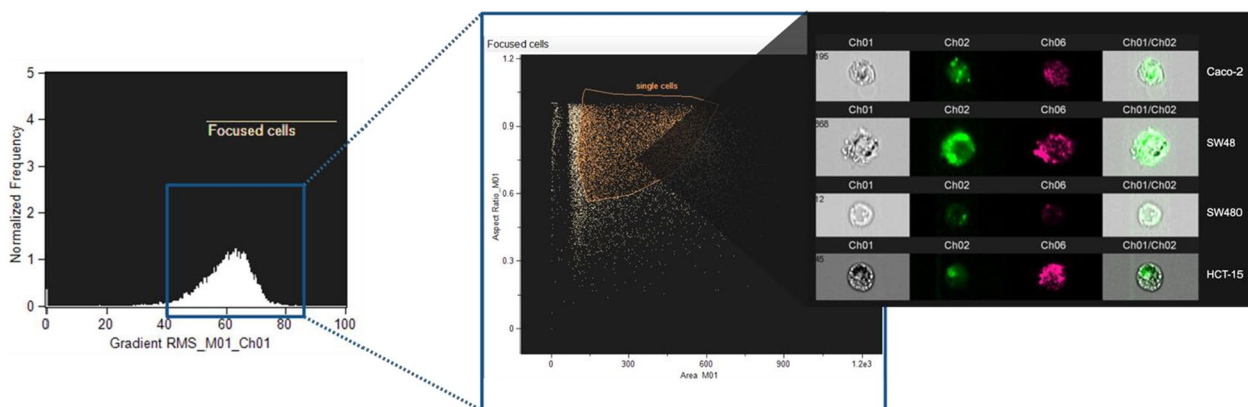 5
4
3
2
1
0
Normalized Frequency
Focused cells
0 20 40 60 80 100
Gradient RMS_M01_Ch01
Focused cells
1.2
0.9
0.6
0.3
0
Aspect Ratio_M01
single cells
0 300 600 900 1.2e3
Area_M01
Ch01 Ch02 Ch06 Ch01/Ch02
195
Caco-2
Ch01 Ch02 Ch06 Ch01/Ch02
SW48
Ch01 Ch02 Ch06 Ch01/Ch02
12
SW480
Ch01 Ch02 Ch06 Ch01/Ch02
45
HCT-15